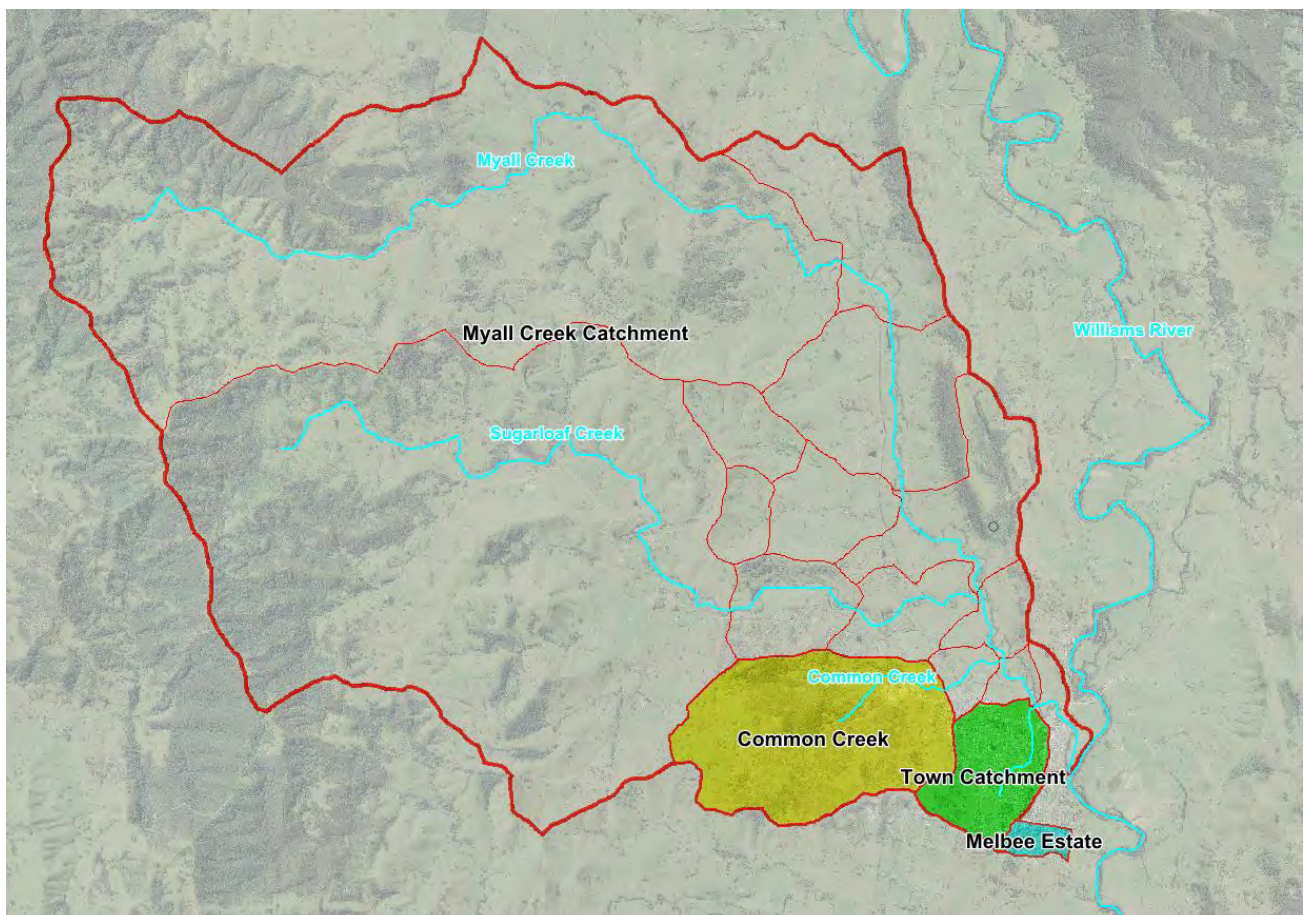 Myall Creek
Williams River
Myall Creek Catchment
Sugarloaf Creek
Common Creek
Common Creek
Town Catchment
Melbee Estate